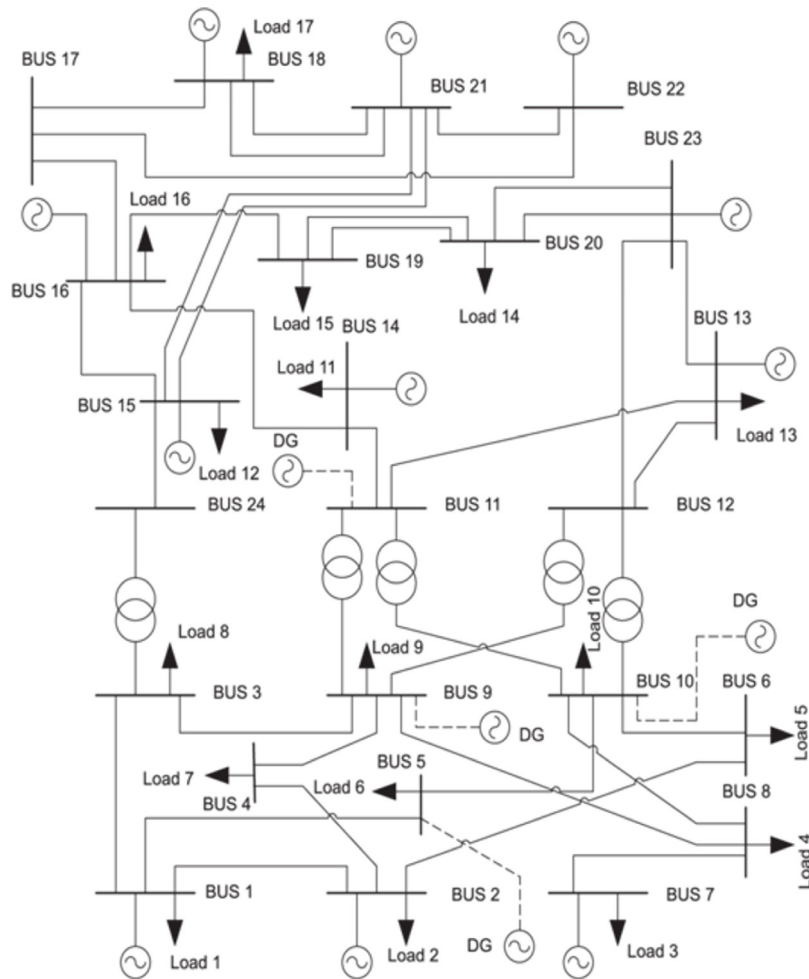 Load 17
BUS 17
BUS 18
BUS 21
BUS 22
BUS 23
Load 16
BUS 20
BUS 19
BUS 16
Load 15
Load 14
BUS 14
BUS 13
Load 11
BUS 15
Load 13
DG
Load 12
BUS 24
BUS 11
BUS 12
Load 10
DG
Load 8
Load 9
BUS 3
BUS 9
BUS 10
BUS 6
Load 5
DG
BUS 5
Load 7
Load 6
BUS 8
BUS 4
Load 4
BUS 1
BUS 2
BUS 7
DG
Load 1
Load 2
Load 3